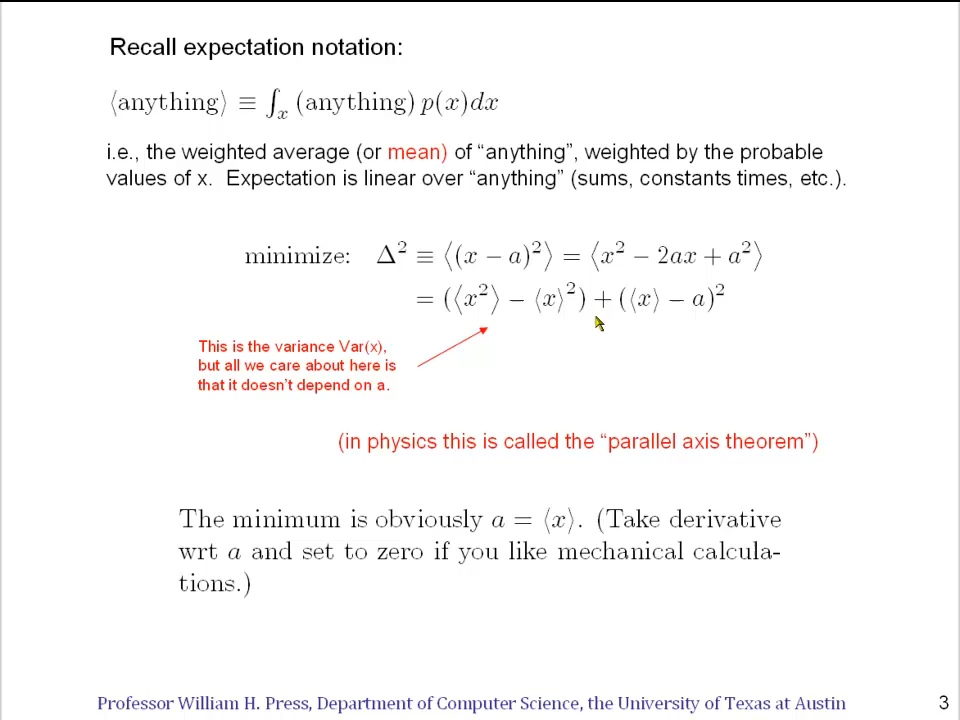 Recall expectation notation:
⟨anything⟩ ≡ ∫ₓ (anything) p(x)dx
i.e., the weighted average (or mean) of “anything”, weighted by the probable
values of x.  Expectation is linear over “anything” (sums, constants times, etc.).
minimize:  Δ² ≡ ⟨(x − a)²⟩ = ⟨x² − 2ax + a²⟩
= (⟨x²⟩ − ⟨x⟩²) + (⟨x⟩ − a)²
This is the variance Var(x),
but all we care about here is
that it doesn’t depend on a.
(in physics this is called the “parallel axis theorem”)
The minimum is obviously a = ⟨x⟩. (Take derivative
wrt a and set to zero if you like mechanical calcula-
tions.)
Professor William H. Press, Department of Computer Science, the University of Texas at Austin
3